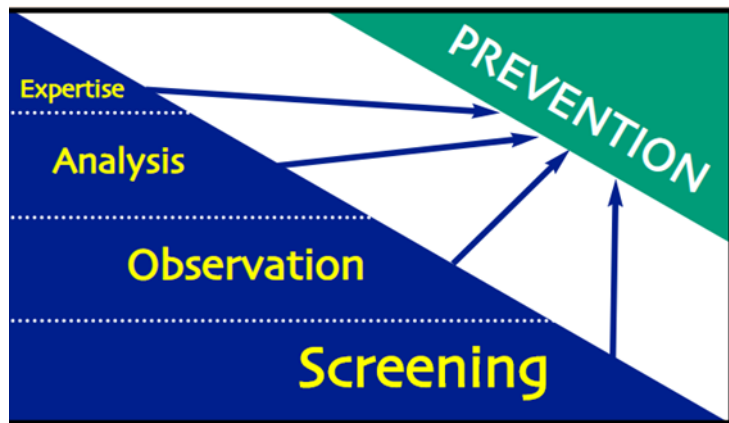 PREVENTION
Expertise
Analysis
Observation
Screening